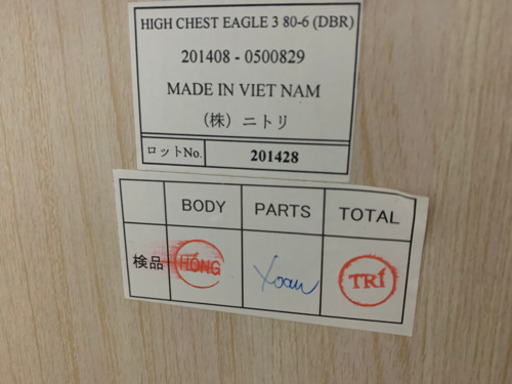 HIGH CHEST EAGLE 3 80-6 (DBR)
201408 - 0500829
MADE IN VIET NAM
（株）ニトリ
ロットNo. 201428
BODY PARTS TOTAL
検品 HỒNG Xoan TRÍ